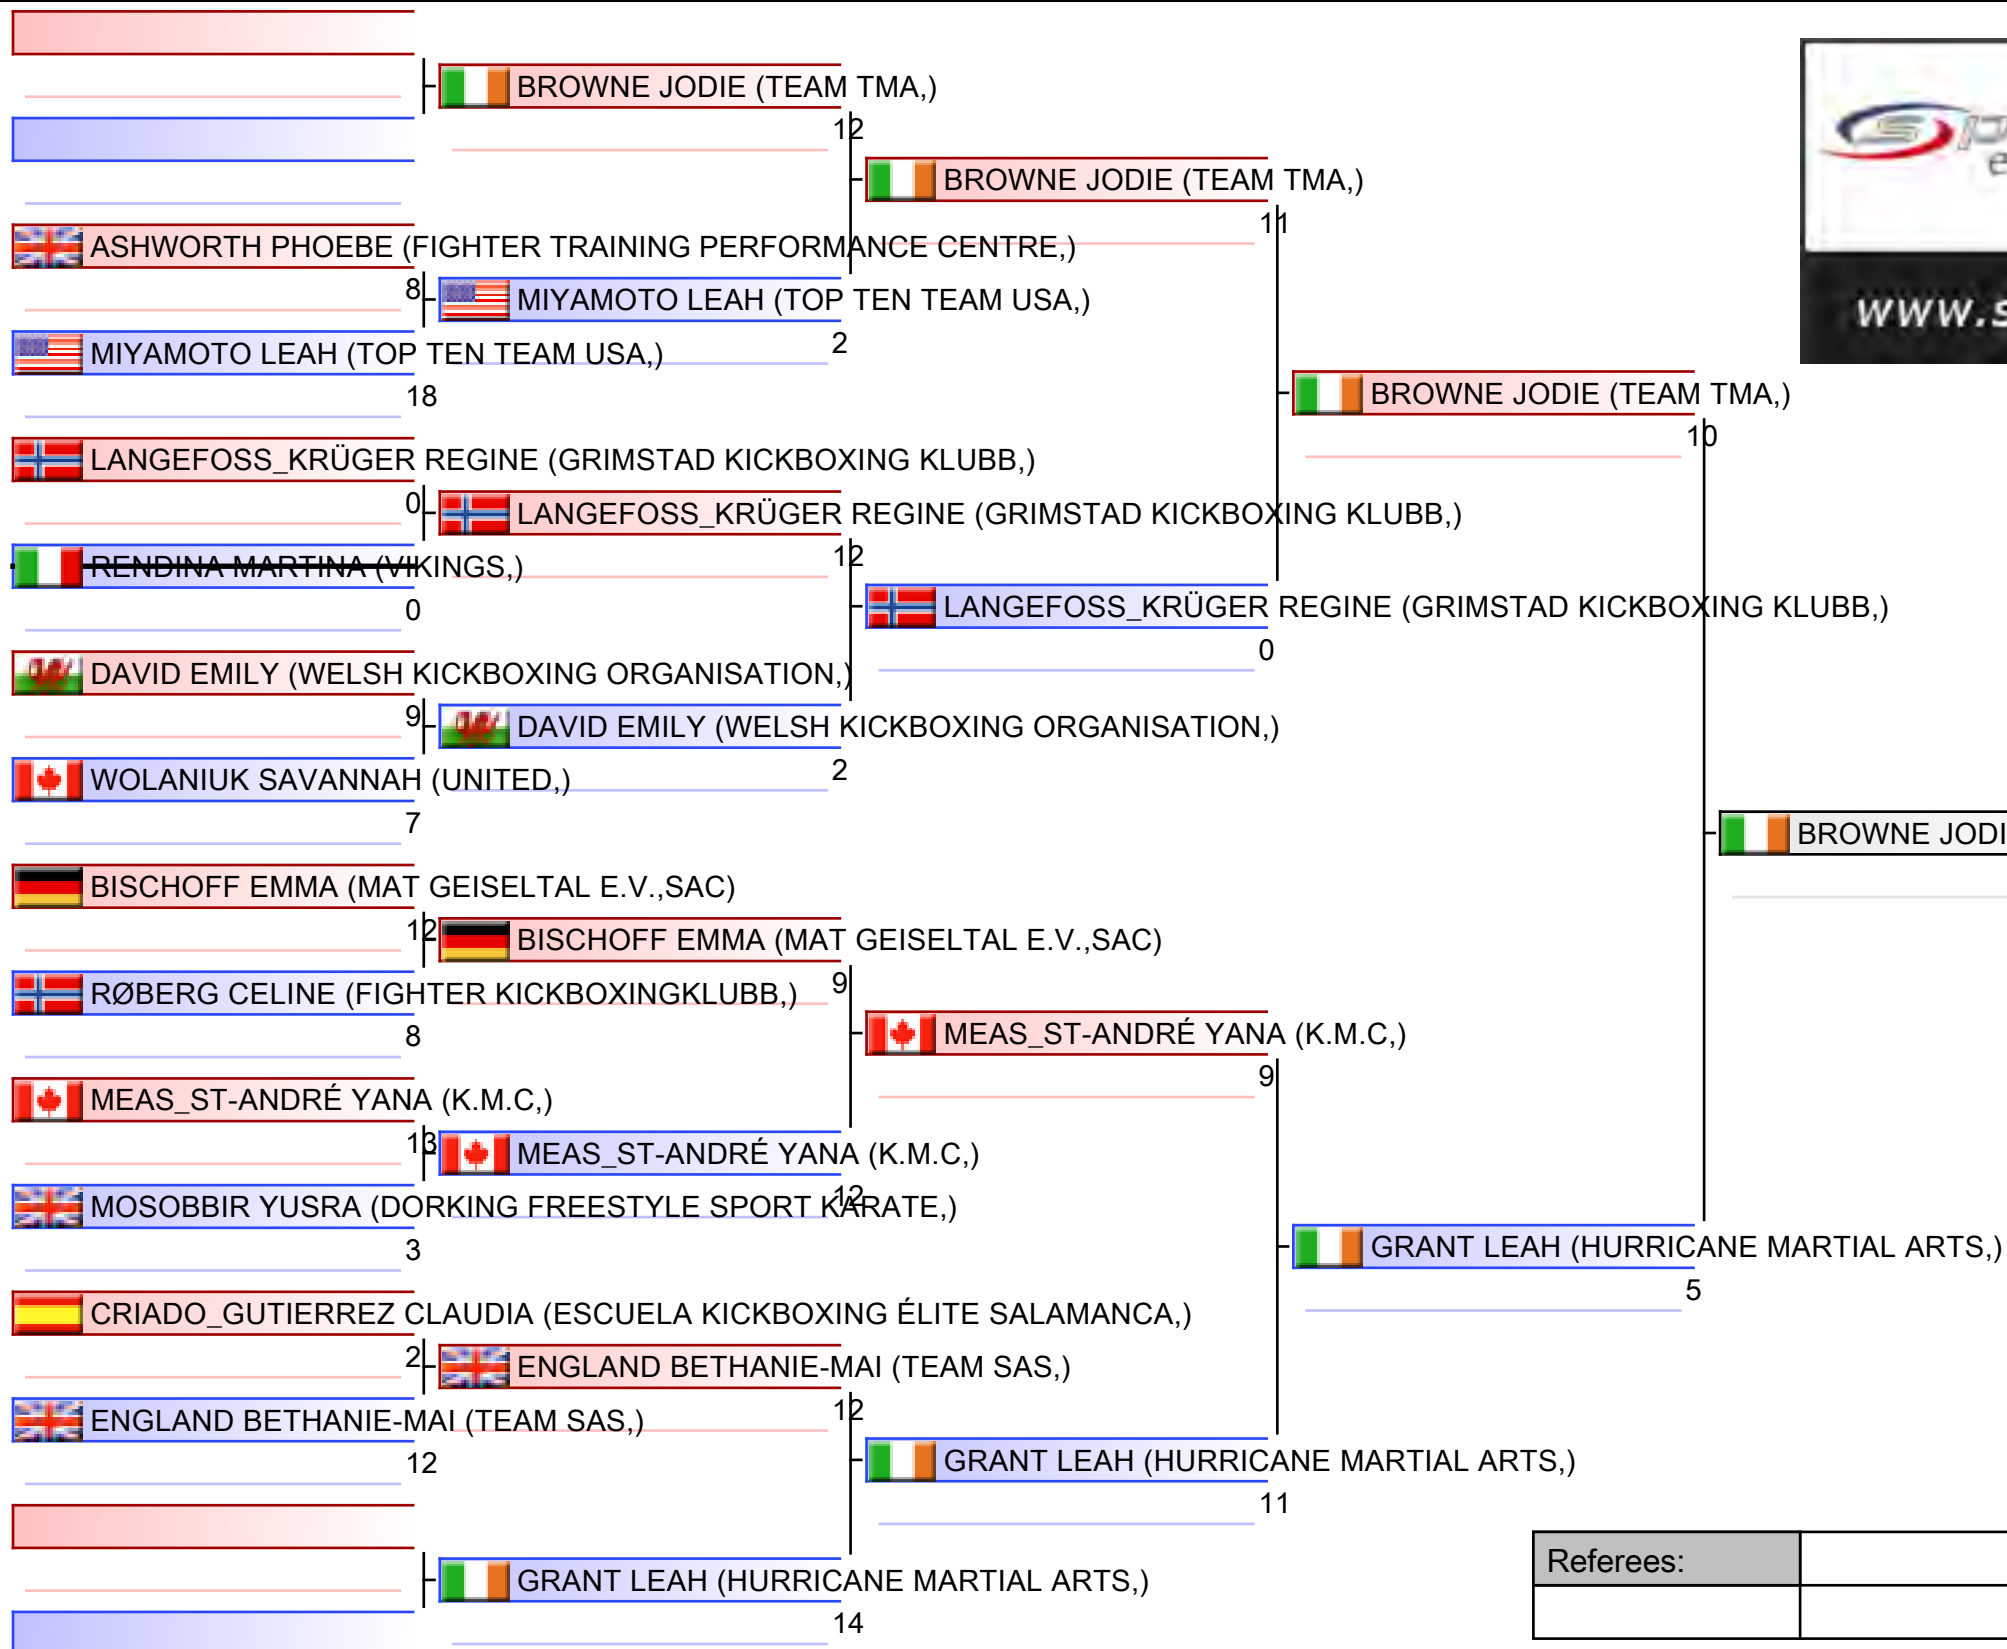 BROWNE JODIE (TEAM TMA,)
12
BROWNE JODIE (TEAM TMA,)
11
ASHWORTH PHOEBE (FIGHTER TRAINING PERFORMANCE CENTRE,)
8
MIYAMOTO LEAH (TOP TEN TEAM USA,)
2
MIYAMOTO LEAH (TOP TEN TEAM USA,)
18
www.s
BROWNE JODIE (TEAM TMA,)
10
LANGEFOSS_KRÜGER REGINE (GRIMSTAD KICKBOXING KLUBB,)
0
LANGEFOSS_KRÜGER REGINE (GRIMSTAD KICKBOXING KLUBB,)
12
RENDINA MARTINA (VIKINGS,)
0
LANGEFOSS_KRÜGER REGINE (GRIMSTAD KICKBOXING KLUBB,)
0
DAVID EMILY (WELSH KICKBOXING ORGANISATION,)
9
DAVID EMILY (WELSH KICKBOXING ORGANISATION,)
2
WOLANIUK SAVANNAH (UNITED,)
7
BROWNE JODI
BISCHOFF EMMA (MAT GEISELTAL E.V.,SAC)
12
BISCHOFF EMMA (MAT GEISELTAL E.V.,SAC)
9
RØBERG CELINE (FIGHTER KICKBOXINGKLUBB,)
8
MEAS_ST-ANDRÉ YANA (K.M.C,)
9
MEAS_ST-ANDRÉ YANA (K.M.C,)
13
MEAS_ST-ANDRÉ YANA (K.M.C,)
12
MOSOBBIR YUSRA (DORKING FREESTYLE SPORT KARATE,)
3
GRANT LEAH (HURRICANE MARTIAL ARTS,)
5
CRIADO_GUTIERREZ CLAUDIA (ESCUELA KICKBOXING ÉLITE SALAMANCA,)
2
ENGLAND BETHANIE-MAI (TEAM SAS,)
12
ENGLAND BETHANIE-MAI (TEAM SAS,)
12
GRANT LEAH (HURRICANE MARTIAL ARTS,)
11
GRANT LEAH (HURRICANE MARTIAL ARTS,)
14
Referees: